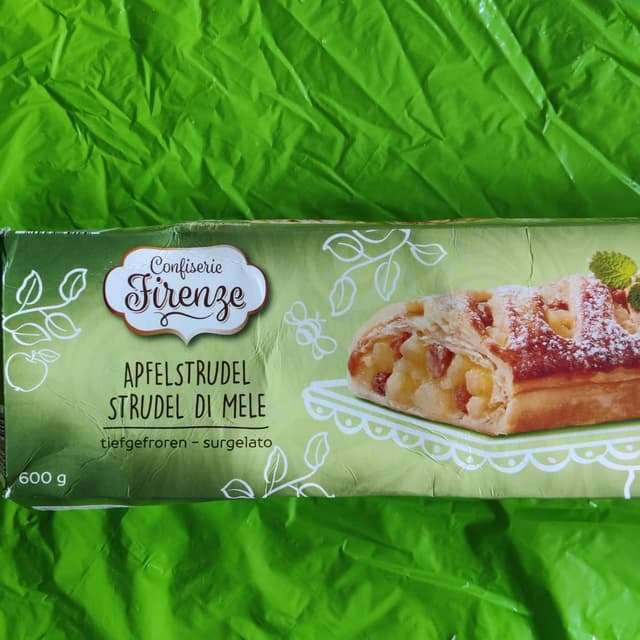 Confiserie
Firenze
APFELSTRUDEL
STRUDEL DI MELE
tiefgefroren – surgelato
600 g